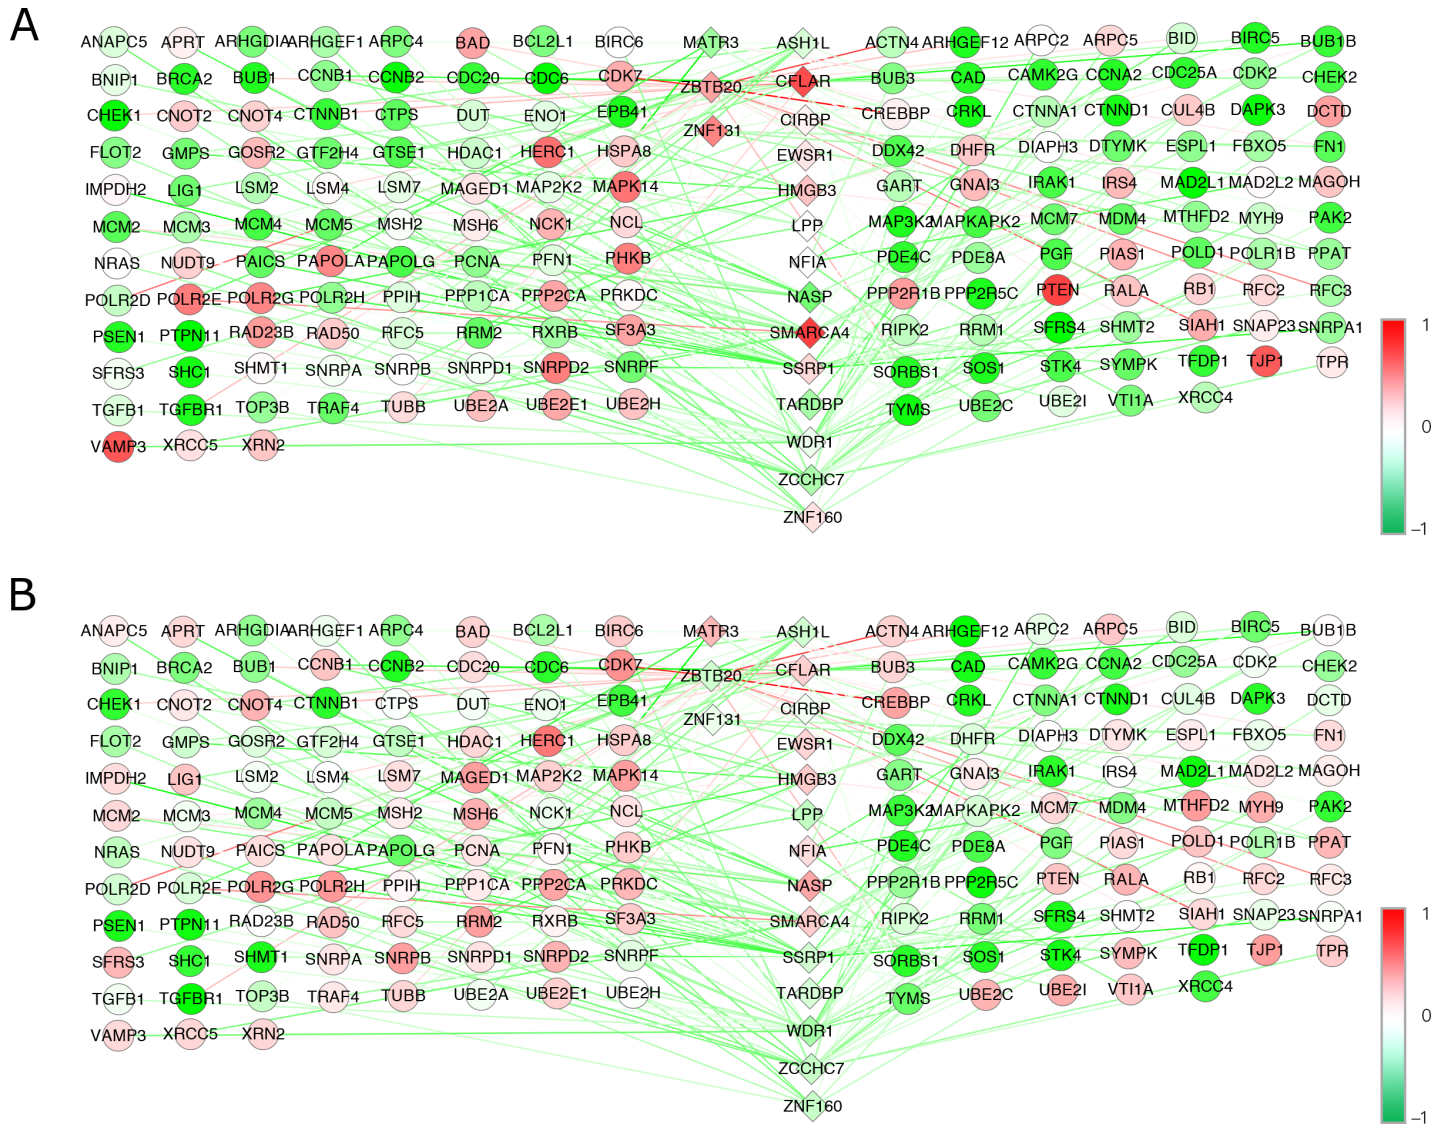 A
ANAPC5 APRT ARHGDIA ARHGEF1 ARPC4 BAD BCL2L1 BIRC6 MATR3 ASH1L ACTN4 ARHGEF12 ARPC2 ARPC5 BID BIRC5 BUB1B
BNIP1 BRCA2 BUB1 CCNB1 CCNB2 CDC20 CDC6 CDK7 ZBTB20 CFLAR BUB3 CAD CAMK2G CCNA2 CDC25A CDK2 CHEK2
CHEK1 CNOT2 CNOT4 CTNNB1 CTPS DUT ENO1 EPB41 ZNF131 CIRBP CREBBP CRKL CTNNA1 CTNND1 CUL4B DAPK3 DCTD
FLOT2 GMPS GOSR2 GTF2H4 GTSE1 HDAC1 HERC1 HSPA8 EWSR1 DDX42 DHFR DIAPH3 DTYMK ESPL1 FBXO5 FN1
IMPDH2 LIG1 LSM2 LSM4 LSM7 MAGED1 MAP2K2 MAPK14 HMGB3 GART GNAI3 IRAK1 IRS4 MAD2L1 MAD2L2 MAGOH
MCM2 MCM3 MCM4 MCM5 MSH2 MSH6 NCK1 NCL LPP MAP3K2 MAPKAPK2 MCM7 MDM4 MTHFD2 MYH9 PAK2
NRAS NUDT9 PAICS PAPOLA PAPOLG PCNA PFN1 PHKB NFIA PDE4C PDE8A PGF PIAS1 POLD1 POLR1B PPAT
POLR2D POLR2E POLR2G POLR2H PPIH PPP1CA PPP2CA PRKDC NASP PPP2R1B PPP2R5C PTEN RALA RB1 RFC2 RFC3
PSEN1 PTPN11 RAD23B RAD50 RFC5 RRM2 RXRB SF3A3 SMARCA4 RIPK2 RRM1 SFRS4 SHMT2 SIAH1 SNAP23 SNRPA1
1
SFRS3 SHC1 SHMT1 SNRPA SNRPB SNRPD1 SNRPD2 SNRPF SSRP1 SORBS1 SOS1 STK4 SYMPK TFDP1 TJP1 TPR
TGFB1 TGFBR1 TOP3B TRAF4 TUBB UBE2A UBE2E1 UBE2H TARDBP TYMS UBE2C UBE2I VTI1A XRCC4
0
VAMP3 XRCC5 XRN2 WDR1
ZCCHC7
ZNF160
–1
B
ANAPC5 APRT ARHGDIA ARHGEF1 ARPC4 BAD BCL2L1 BIRC6 MATR3 ASH1L ACTN4 ARHGEF12 ARPC2 ARPC5 BID BIRC5 BUB1B
BNIP1 BRCA2 BUB1 CCNB1 CCNB2 CDC20 CDC6 CDK7 ZBTB20 CFLAR BUB3 CAD CAMK2G CCNA2 CDC25A CDK2 CHEK2
CHEK1 CNOT2 CNOT4 CTNNB1 CTPS DUT ENO1 EPB41 ZNF131 CIRBP CREBBP CRKL CTNNA1 CTNND1 CUL4B DAPK3 DCTD
FLOT2 GMPS GOSR2 GTF2H4 GTSE1 HDAC1 HERC1 HSPA8 EWSR1 DDX42 DHFR DIAPH3 DTYMK ESPL1 FBXO5 FN1
IMPDH2 LIG1 LSM2 LSM4 LSM7 MAGED1 MAP2K2 MAPK14 HMGB3 GART GNAI3 IRAK1 IRS4 MAD2L1 MAD2L2 MAGOH
MCM2 MCM3 MCM4 MCM5 MSH2 MSH6 NCK1 NCL LPP MAP3K2 MAPKAPK2 MCM7 MDM4 MTHFD2 MYH9 PAK2
NRAS NUDT9 PAICS PAPOLA PAPOLG PCNA PFN1 PHKB NFIA PDE4C PDE8A PGF PIAS1 POLD1 POLR1B PPAT
POLR2D POLR2E POLR2G POLR2H PPIH PPP1CA PPP2CA PRKDC NASP PPP2R1B PPP2R5C PTEN RALA RB1 RFC2 RFC3
PSEN1 PTPN11 RAD23B RAD50 RFC5 RRM2 RXRB SF3A3 SMARCA4 RIPK2 RRM1 SFRS4 SHMT2 SIAH1 SNAP23 SNRPA1
1
SFRS3 SHC1 SHMT1 SNRPA SNRPB SNRPD1 SNRPD2 SNRPF SSRP1 SORBS1 SOS1 STK4 SYMPK TFDP1 TJP1 TPR
TGFB1 TGFBR1 TOP3B TRAF4 TUBB UBE2A UBE2E1 UBE2H TARDBP TYMS UBE2C UBE2I VTI1A XRCC4
0
VAMP3 XRCC5 XRN2 WDR1
ZCCHC7
ZNF160
–1